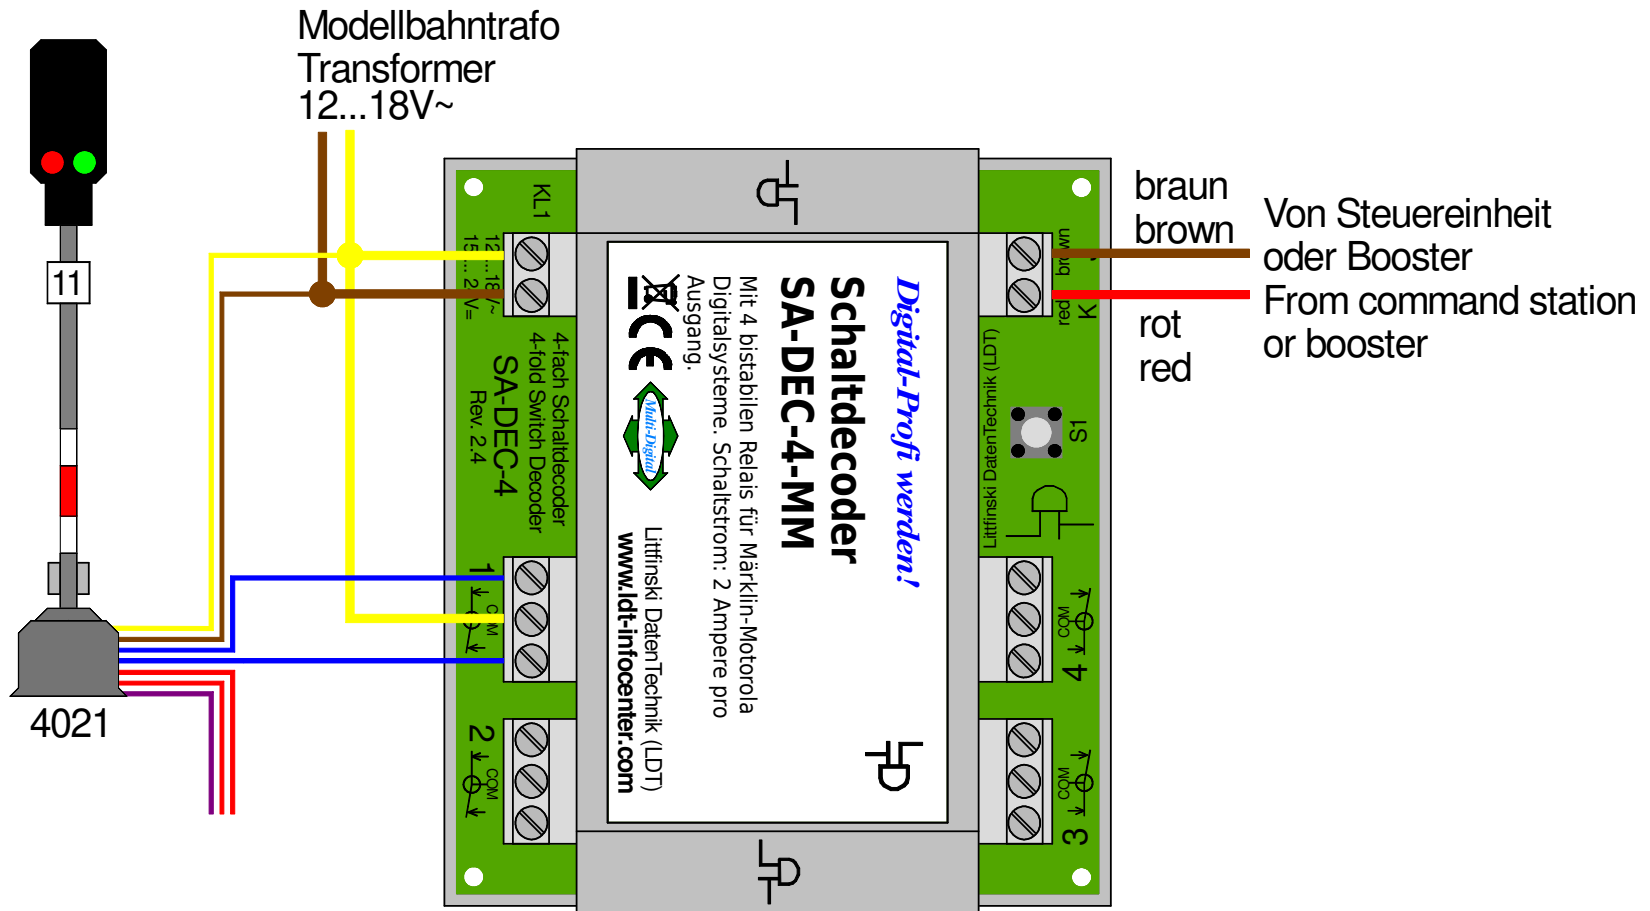 Modellbahntrafo
Transformer
12...18V~
11
4021
KL1
12...18V~
4-fach Schaltdecoder
4-fold Switch Decoder
SA-DEC-4
Rev. 2.4
1
COM
2
COM
Digital-Profi werden!
Schaltdecoder
SA-DEC-4-MM
Mit 4 bistabilen Relais für Märklin-Motorola
Digitalsysteme. Schaltstrom: 2 Ampere pro
Ausgang.
CE
Multi-Digital
Littfinski DatenTechnik (LDT)
www.ldt-infocenter.com
brown
red
Littfinski DatenTechnik (LDT)
S1
COM
4
COM
3
braun
brown
rot
red
Von Steuereinheit
oder Booster
From command station
or booster